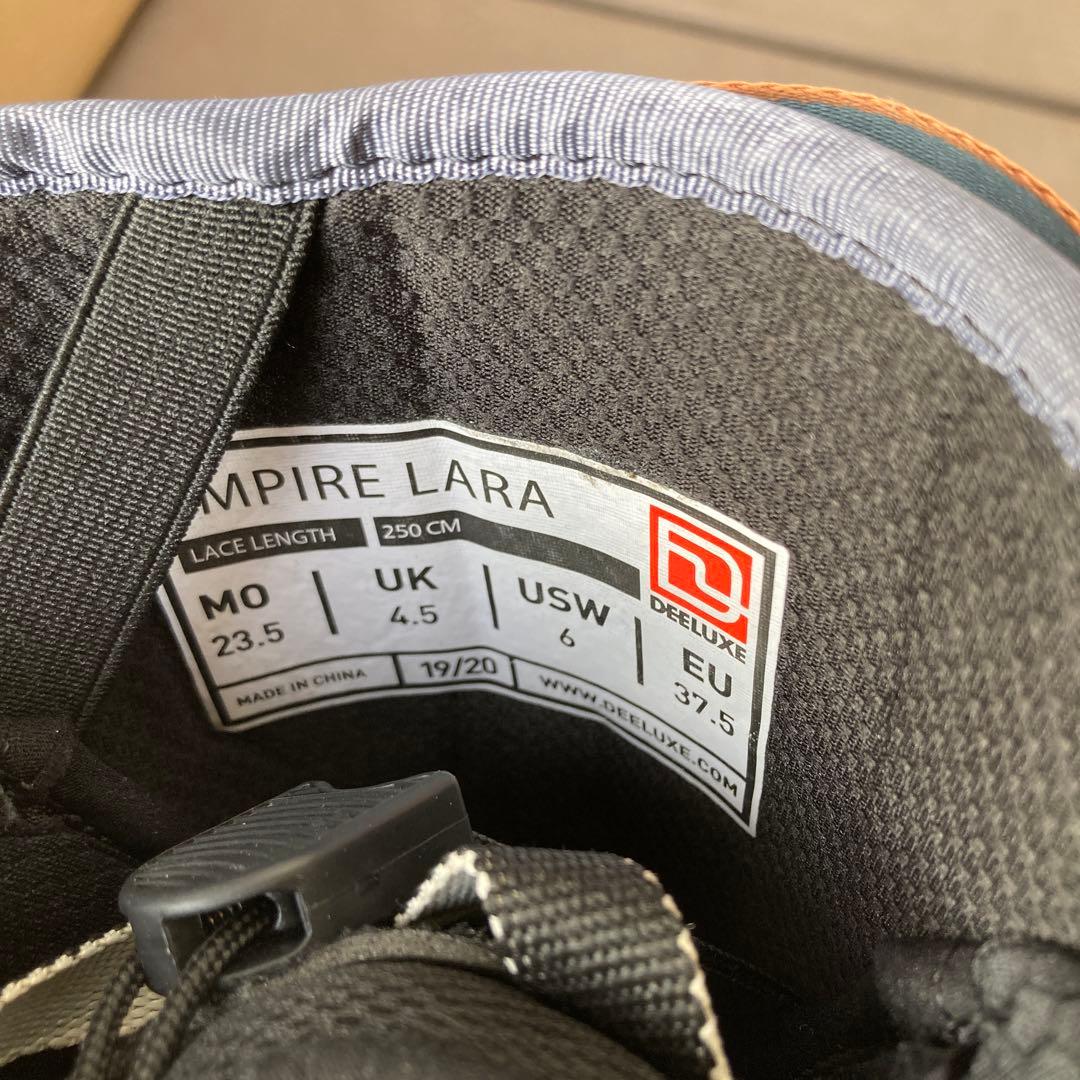 MPIRE LARA
LACE LENGTH 250 CM
MO UK USW EU
23.5 4.5 6 37.5
DEELUXE
MADE IN CHINA 19/20 WWW.DEELUXE.COM